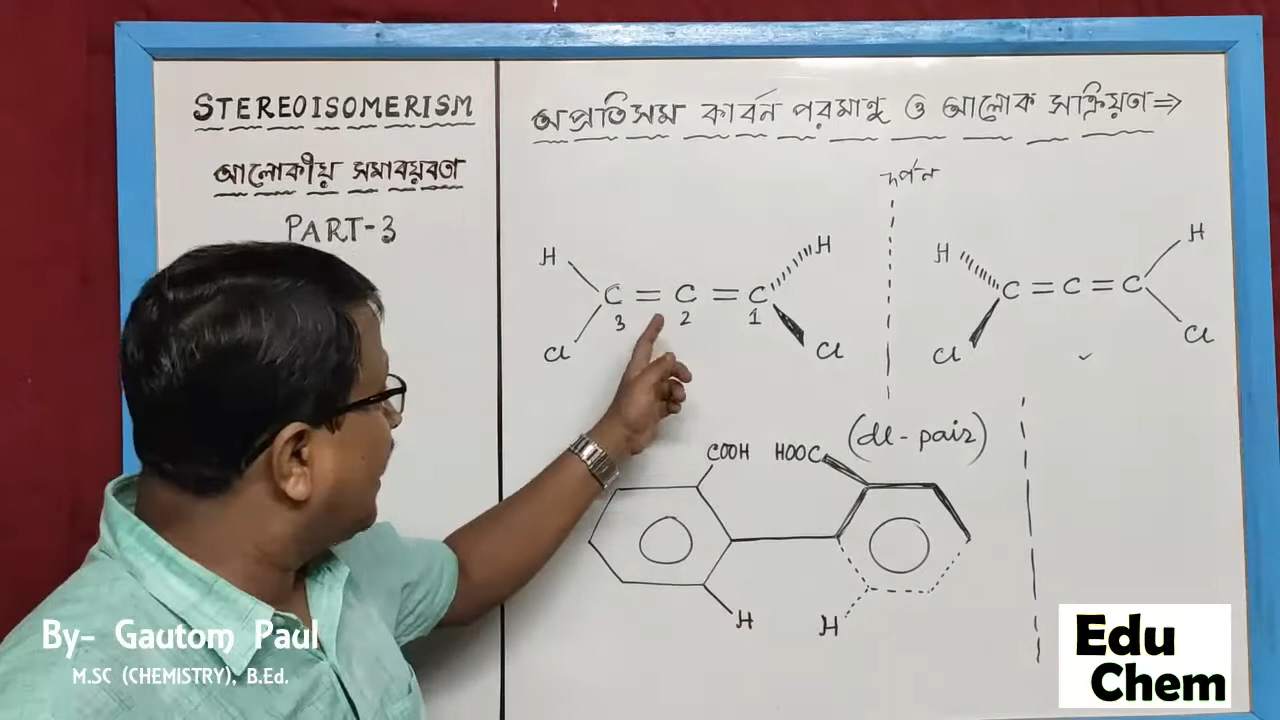 STEREOISOMERISM
আলোকীয় সমাবয়বতা
PART-3
অপ্রতিসম কার্বন পরমাণু ও আলোক সক্রিয়তা⇒
দর্পন
H H
C = C = C
3 2 1
Cl Cl
H H
C = C = C
Cl Cl
(dl-pair)
COOH HOOC
H H
By- Gautom Paul
M.SC (CHEMISTRY), B.Ed.
Edu
Chem